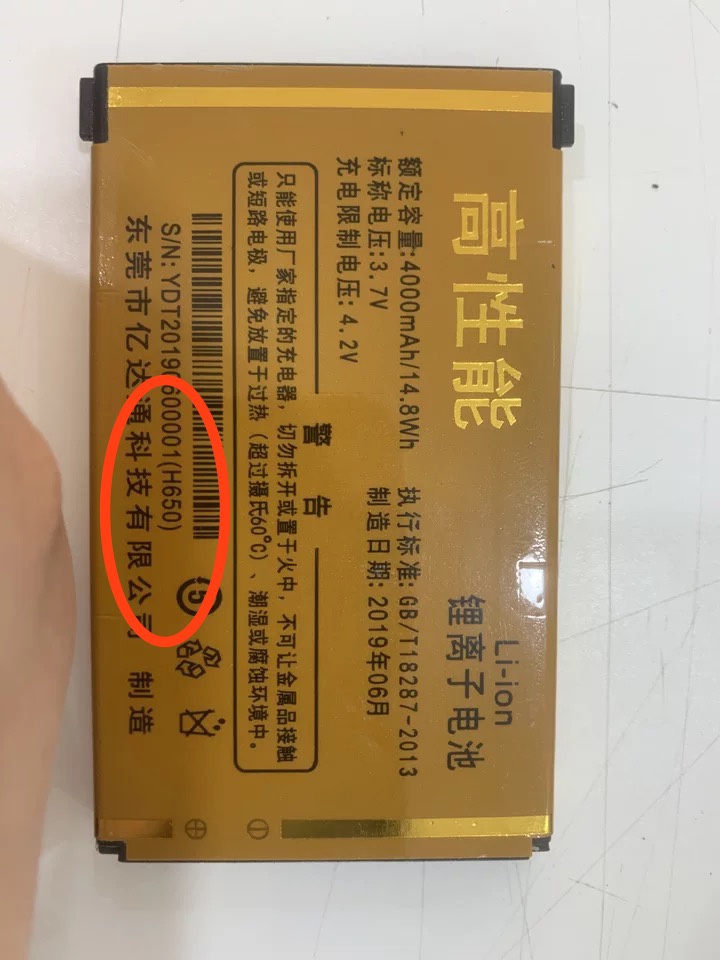 高性能
Li-ion
锂离子电池
额定容量:4000mAh/14.8Wh
执行标准: GB/T18287-2013
标称电压:3.7V
制造日期: 2019年06月
充电限制电压: 4.2V
警 告
只能使用厂家指定的充电器, 切勿拆开或置于火中, 不可让金属品接触
或短路电极, 避免放置于过热 (超过摄氏60°C)、潮湿或腐蚀环境中。
S/N: YDT20190600001(H650)
东莞市亿达通科技有限公司 制造
5
⊕ ⊖